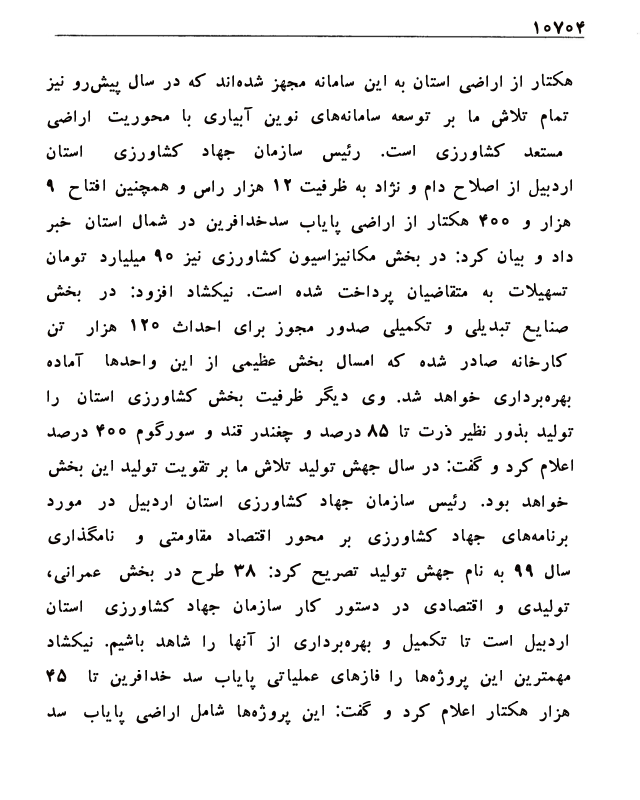 ۱۰۷۰۴
هکتار از اراضی استان به این سامانه مجهز شده‌اند که در سال پیش‌رو نیز
تمام تلاش ما بر توسعه سامانه‌های نوین آبیاری با محوریت اراضی
مستعد کشاورزی است. رئیس سازمان جهاد کشاورزی استان
اردبیل از اصلاح دام و نژاد به ظرفیت ۱۲ هزار راس و همچنین افتاح ۹
هزار و ۴۰۰ هکتار از اراضی پایاب سدخدافرین در شمال استان خبر
داد و بیان کرد: در بخش مکانیزاسیون کشاورزی نیز ۹۰ میلیارد تومان
تسهیلات به متقاضیان پرداخت شده است. نیکشاد افزود: در بخش
صنایع تبدیلی و تکمیلی صدور مجوز برای احداث ۱۲۰ هزار تن
کارخانه صادر شده که امسال بخش عظیمی از این واحدها آماده
بهره‌برداری خواهد شد. وی دیگر ظرفیت بخش کشاورزی استان را
تولید بذور نظیر ذرت تا ۸۵ درصد و چغندر قند و سورگوم ۴۰۰ درصد
اعلام کرد و گفت: در سال جهش تولید تلاش ما بر تقویت تولید این بخش
خواهد بود. رئیس سازمان جهاد کشاورزی استان اردبیل در مورد
برنامه‌های جهاد کشاورزی بر محور اقتصاد مقاومتی و نامگذاری
سال ۹۹ به نام جهش تولید تصریح کرد: ۳۸ طرح در بخش عمرانی،
تولیدی و اقتصادی در دستور کار سازمان جهاد کشاورزی استان
اردبیل است تا تکمیل و بهره‌برداری از آنها را شاهد باشیم. نیکشاد
مهمترین این پروژه‌ها را فازهای عملیاتی پایاب سد خدافرین تا ۴۵
هزار هکتار اعلام کرد و گفت: این پروژه‌ها شامل اراضی پایاب سد